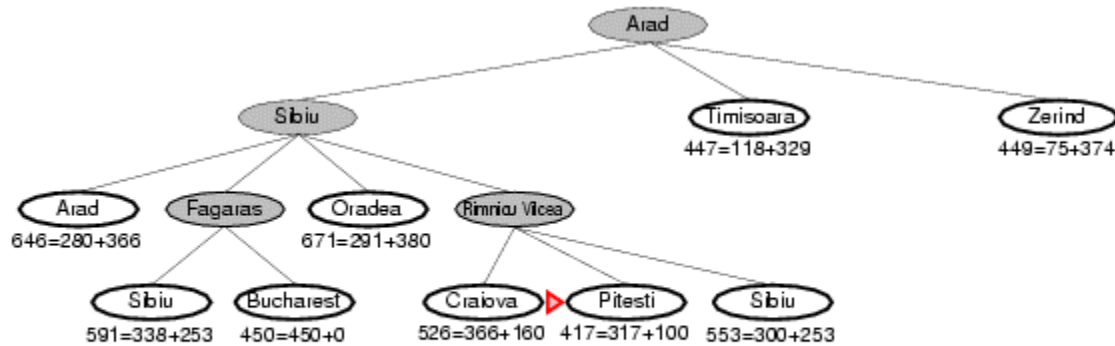 Arad
Sibiu
Timisoara
Zerind
447=118+329
449=75+374
Arad
Fagaras
Oradea
Rimnicu Vilcea
646=280+366
671=291+380
Sibiu
Bucharest
Craiova
Pitesti
Sibiu
591=338+253
450=450+0
526=366+160
417=317+100
553=300+253